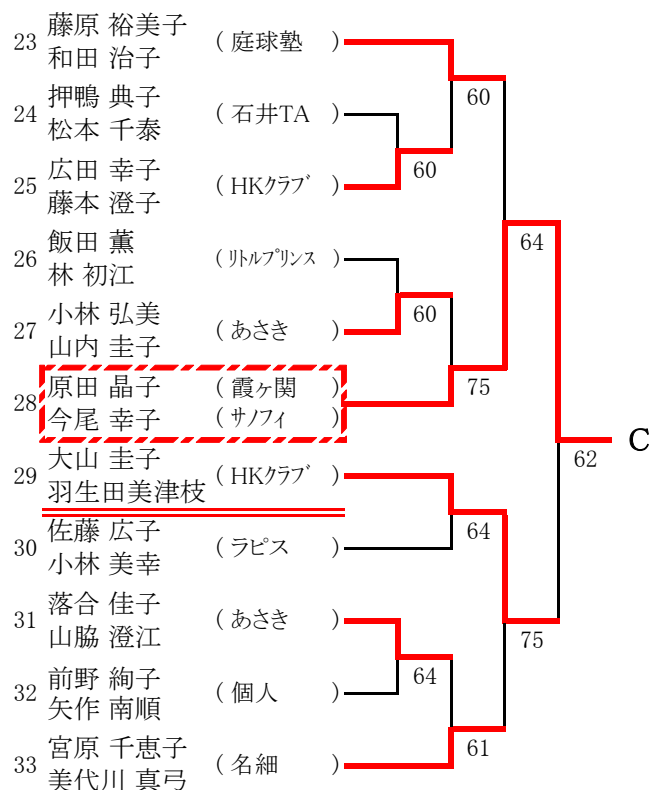 23 藤原 裕美子 ( 庭球塾 )
和田 治子
60
24 押鴨 典子 ( 石井TA )
松本 千泰
60
25 広田 幸子 ( HKクラブ )
藤本 澄子
64
26 飯田 薫 ( リトルプリンス )
林 初江
60
27 小林 弘美 ( あさき )
山内 圭子
75
28 原田 晶子 ( 霞ヶ関 )
今尾 幸子 ( サノフィ )
62 C
29 大山 圭子 ( HKクラブ )
羽生田美津枝
64
30 佐藤 広子 ( ラピス )
小林 美幸
75
31 落合 佳子 ( あさき )
山脇 澄江
64
32 前野 絢子 ( 個人 )
矢作 南順
61
33 宮原 千恵子 ( 名細 )
美代川 真弓